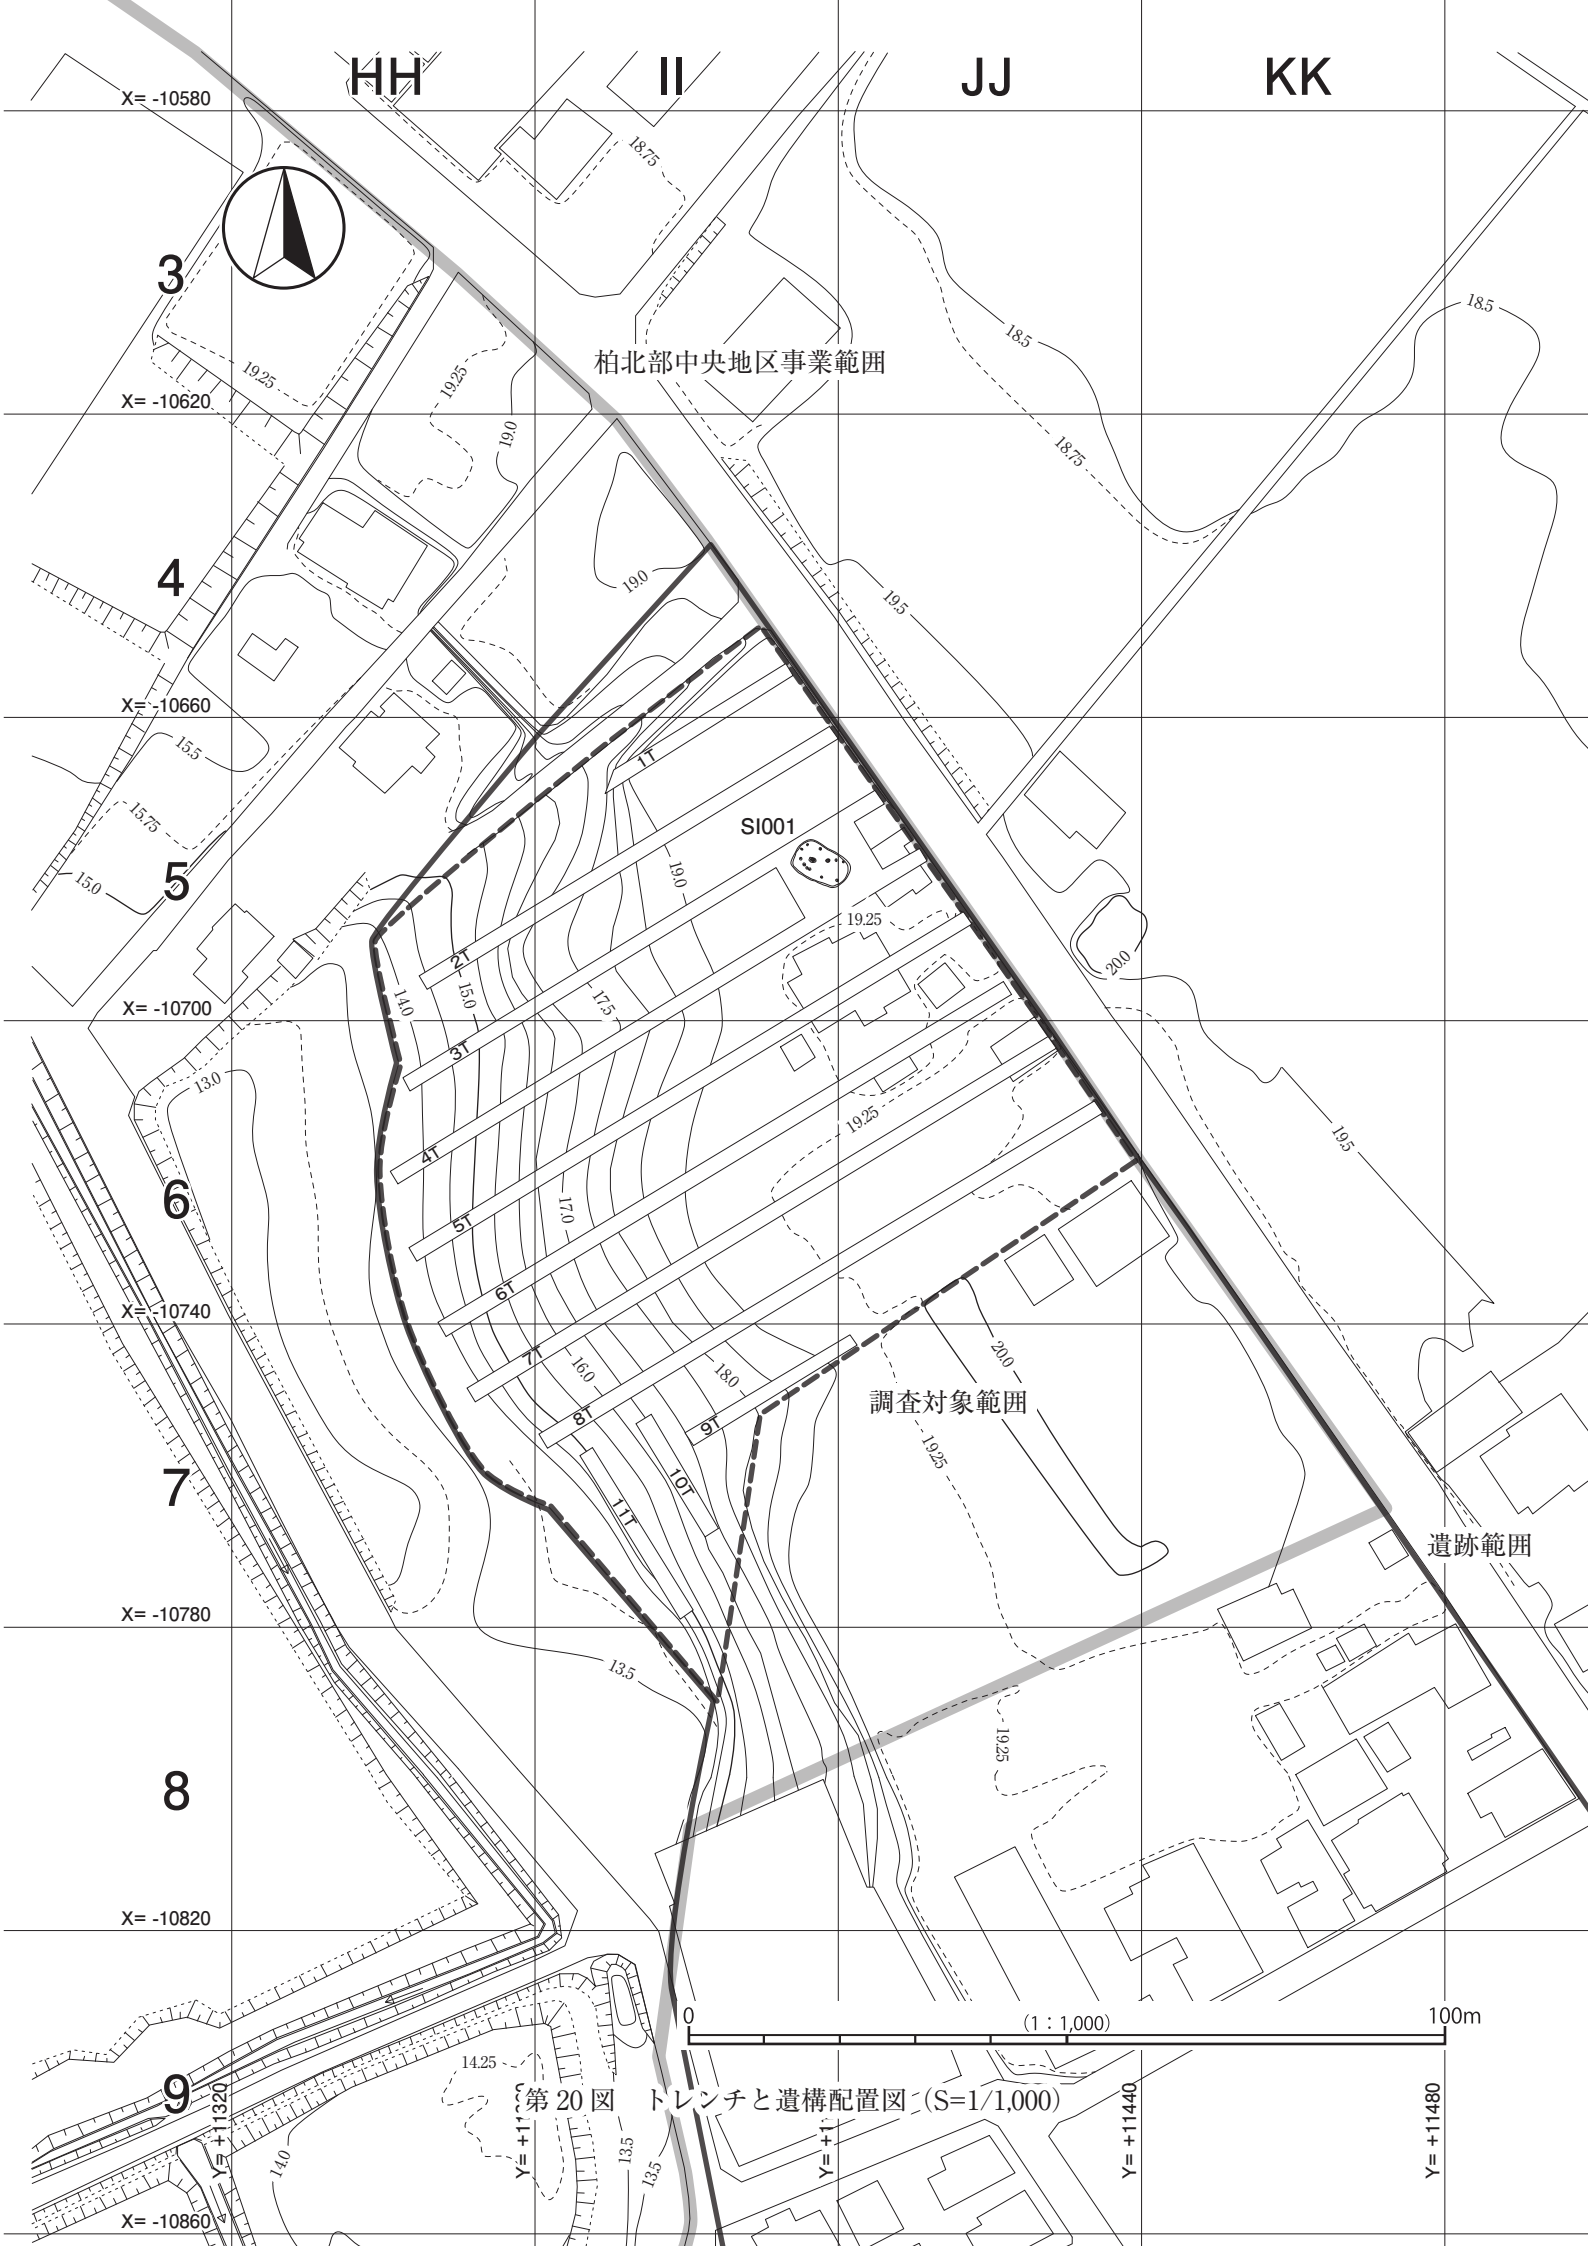 HH II JJ KK
X= -10580
18.75
3
18.5
18.5
柏北部中央地区事業範囲
19.25
19.25
X= -10620
19.0
18.75
4
19.0
19.5
X= -10660
15.5
1T
15.75
SI001
19.0
5
15.0
19.25
2T
20.0
14.0
15.0
17.5
X= -10700
3T
13.0
19.25
19.5
4T
6
17.0
5T
6T
X= -10740
7T
16.0
18.0
20.0
調査対象範囲
8T
9T
19.25
7
10T
11T
遺跡範囲
X= -10780
13.5
19.25
8
X= -10820
0 (1：1,000) 100m
14.25
9
第 20 図　トレンチと遺構配置図 (S=1/1,000)
Y= +11320
Y= +11440
Y= +11480
14.0
13.5
13.5
X= -10860